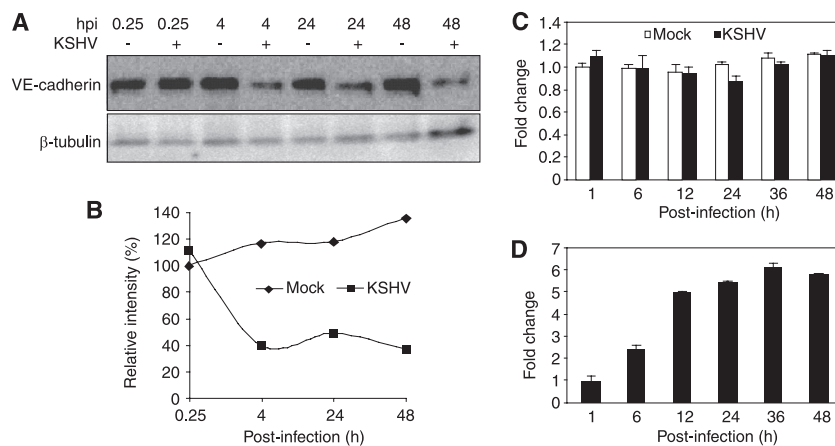 A
hpi 0.25 0.25 4 4 24 24 48 48
KSHV - + - + - + - +
VE-cadherin
β-tubulin
B
140
120
100
80
60
40
20
0
Relative intensity (%)
Mock KSHV
0.25 4 24 48
Post-infection (h)
C
1.4
1.2
1.0
0.8
0.6
0.4
0.2
0
Fold change
Mock KSHV
1 6 12 24 36 48
Post-infection (h)
D
7
6
5
4
3
2
1
0
Fold change
1 6 12 24 36 48
Post-infection (h)